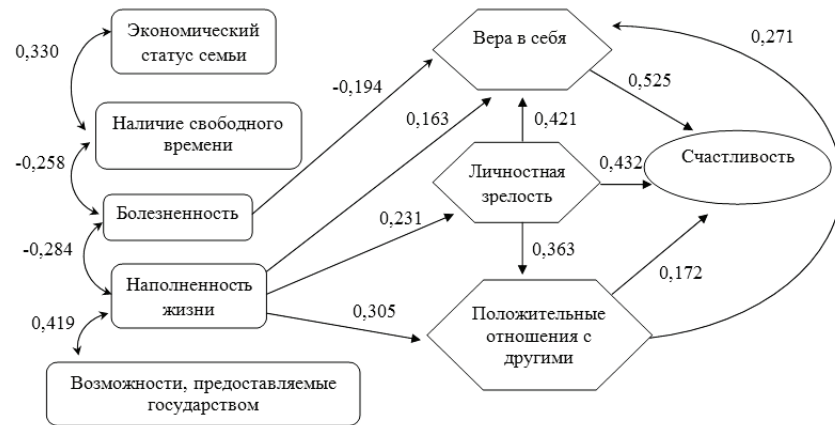 Экономический
статус семьи
0,330
Наличие свободного
времени
-0,258
Болезненность
-0,284
Наполненность
жизни
0,419
Возможности, предоставляемые
государством
-0,194
0,163
0,231
0,305
Вера в себя
0,421
Личностная
зрелость
0,363
Положительные
отношения с
другими
0,525
0,432
0,172
Счастливость
0,271